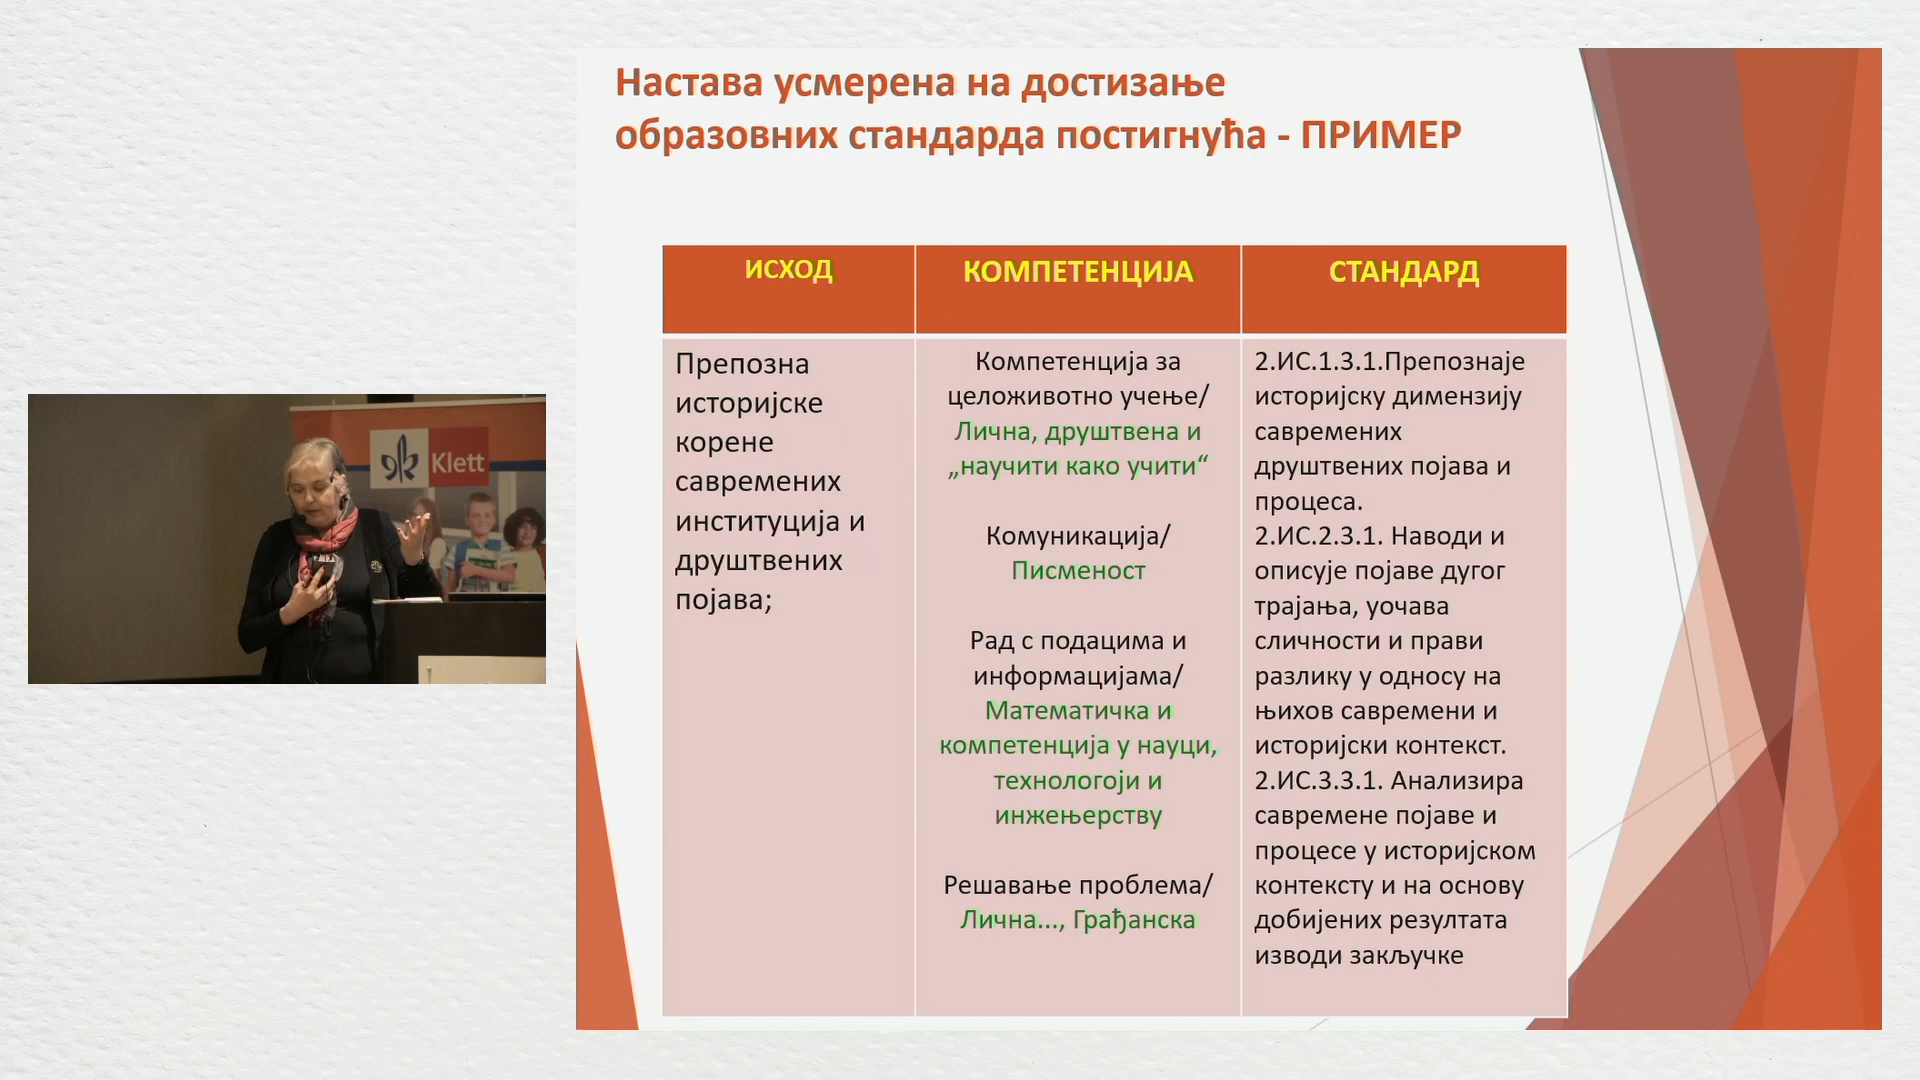 Настава усмерена на достизање
образовних стандарда постигнућа - ПРИМЕР
ИСХОД
КОМПЕТЕНЦИЈА
СТАНДАРД
Препозна
историјске
корене
савремених
институција и
друштвених
појава;
Компетенција за
целоживотно учење/
Лична, друштвена и
„научити како учити“
Комуникација/
Писменост
Рад с подацима и
информацијама/
Математичка и
компетенција у науци,
технологоји и
инжењерству
Решавање проблема/
Лична..., Грађанска
2.ИС.1.3.1.Препознаје
историјску димензију
савремених
друштвених појава и
процеса.
2.ИС.2.3.1. Наводи и
описује појаве дугог
трајања, уочава
сличности и прави
разлику у односу на
њихов савремени и
историјски контекст.
2.ИС.3.3.1. Анализира
савремене појаве и
процесе у историјском
контексту и на основу
добијених резултата
изводи закључке
Klett